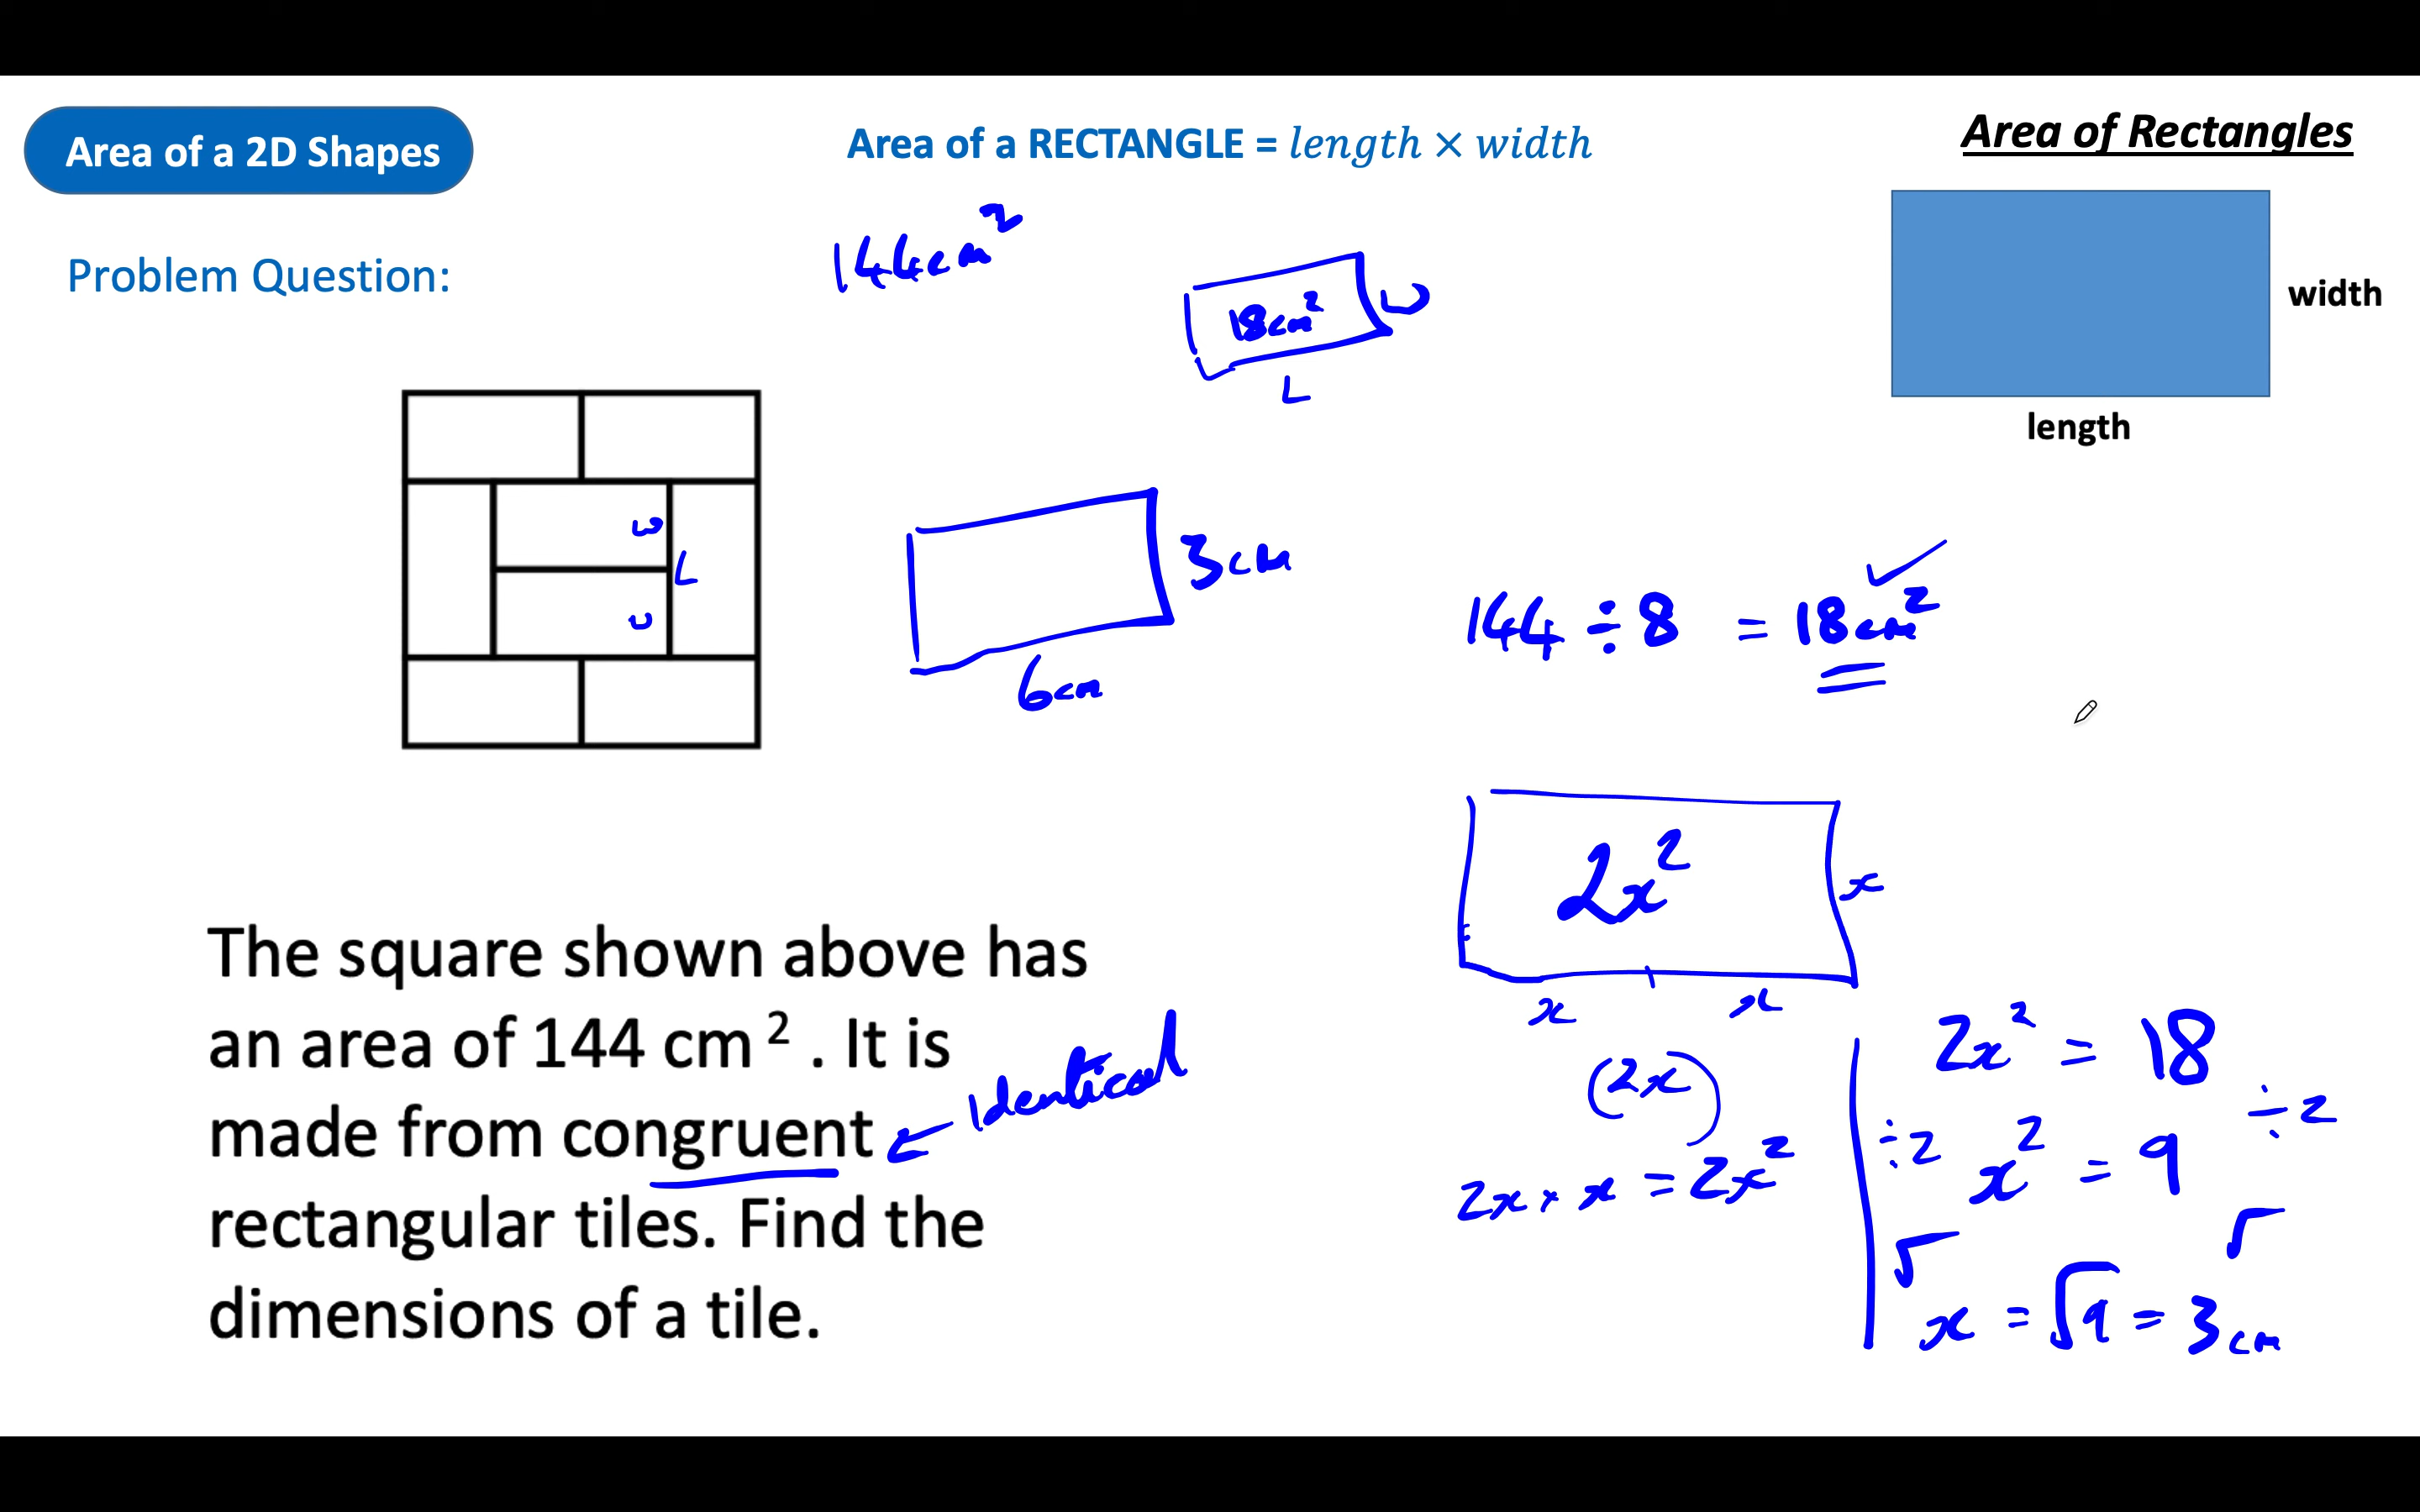 Area of a 2D Shapes
Area of a RECTANGLE = length × width
Area of Rectangles
Problem Question:
144cm²
18cm²
w
L
width
length
w
L
w
3cm
6cm
144 ÷ 8 = 18cm²
The square shown above has
an area of 144 cm ² . It is
made from congruent
rectangular tiles. Find the
dimensions of a tile.
identical
2x²
x
x
x
(2x)
2x × x = 2x²
2x² = 18
÷2
÷2
x² = 9
√
√
x = √9 = 3cm